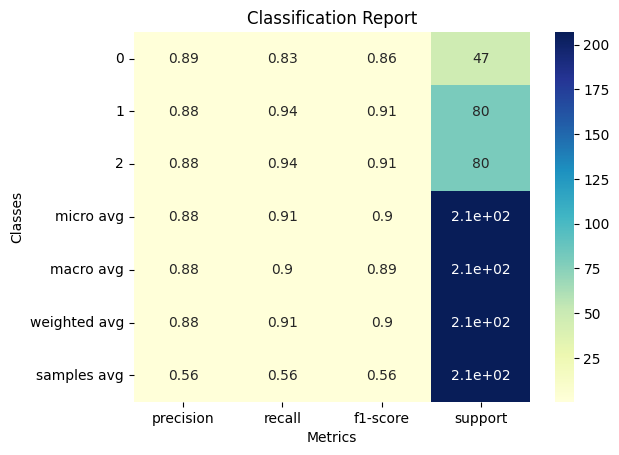 Classification Report
0 0.89 0.83 0.86 47
1 0.88 0.94 0.91 80
2 0.88 0.94 0.91 80
micro avg 0.88 0.91 0.9 2.1e+02
macro avg 0.88 0.9 0.89 2.1e+02
weighted avg 0.88 0.91 0.9 2.1e+02
samples avg 0.56 0.56 0.56 2.1e+02
precision recall f1-score support
Metrics
Classes
200
175
150
125
100
75
50
25